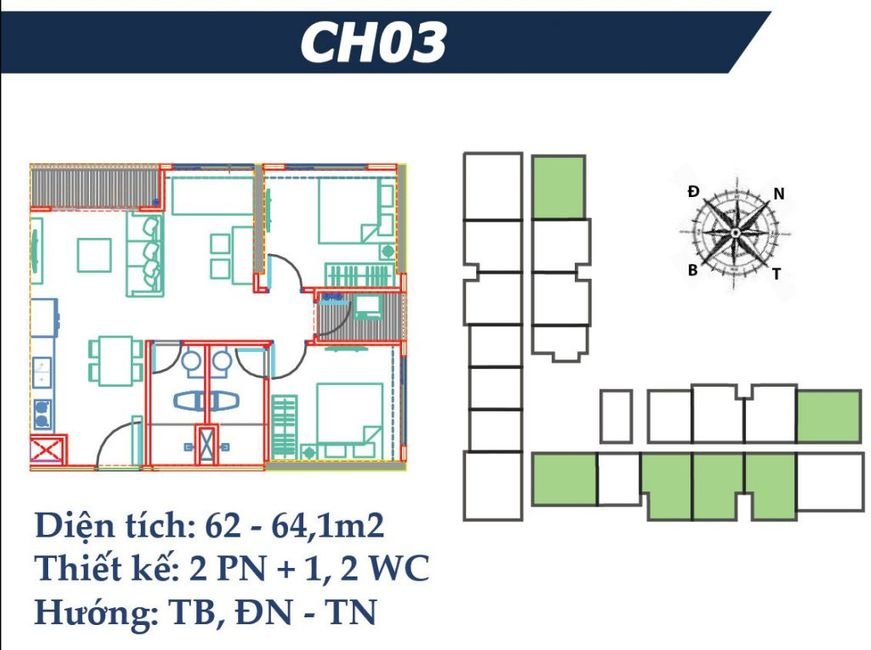 CH03
Đ N
B T
Diện tích: 62 - 64,1m2
Thiết kế: 2 PN + 1, 2 WC
Hướng: TB, ĐN - TN